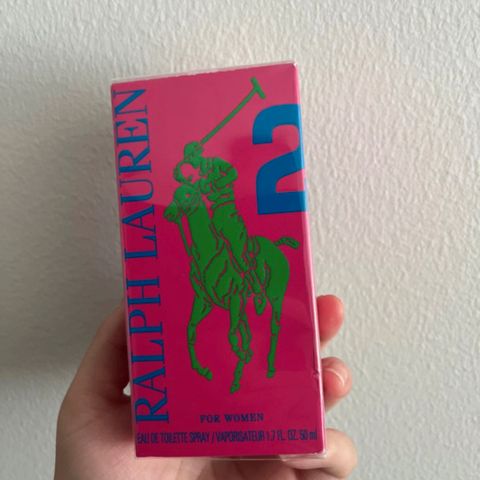 RALPH LAUREN
2
FOR WOMEN
EAU DE TOILETTE SPRAY / VAPORISATEUR 1.7 FL. OZ. 50 ml